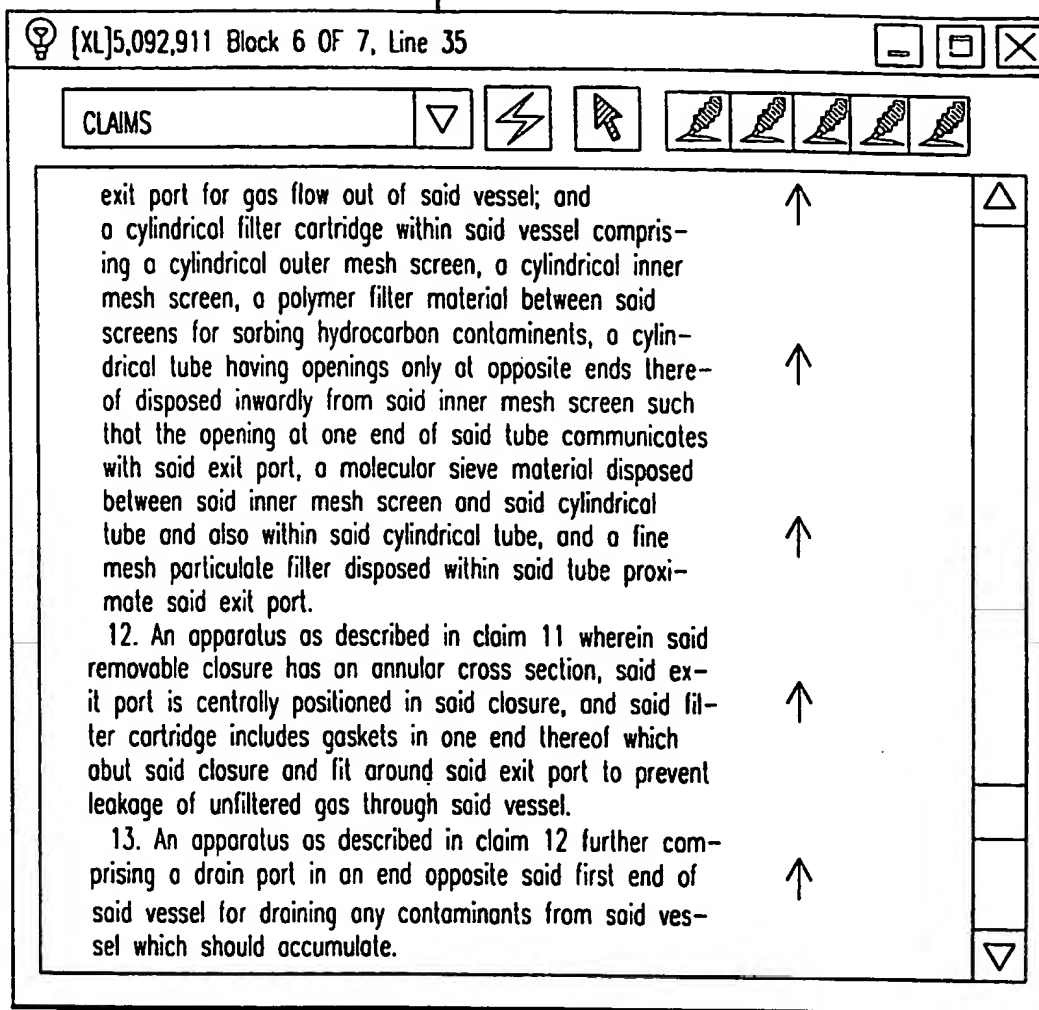 [XL]5,092,911 Block 6 OF 7, Line 35
CLAIMS
exit port for gas flow out of said vessel; and
a cylindrical filter cartridge within said vessel compris-
ing a cylindrical outer mesh screen, a cylindrical inner
mesh screen, a polymer filter material between said
screens for sorbing hydrocarbon contaminents, a cylin-
drical tube having openings only at opposite ends there-
of disposed inwardly from said inner mesh screen such
that the opening at one end of said tube communicates
with said exit port, a molecular sieve material disposed
between said inner mesh screen and said cylindrical
tube and also within said cylindrical tube, and a fine
mesh particulate filter disposed within said tube proxi-
mate said exit port.
12. An apparatus as described in claim 11 wherein said
removable closure has an annular cross section, said ex-
it port is centrally positioned in said closure, and said fil-
ter cartridge includes gaskets in one end thereof which
abut said closure and fit around said exit port to prevent
leakage of unfiltered gas through said vessel.
13. An apparatus as described in claim 12 further com-
prising a drain port in an end opposite said first end of
said vessel for draining any contaminants from said ves-
sel which should accumulate.